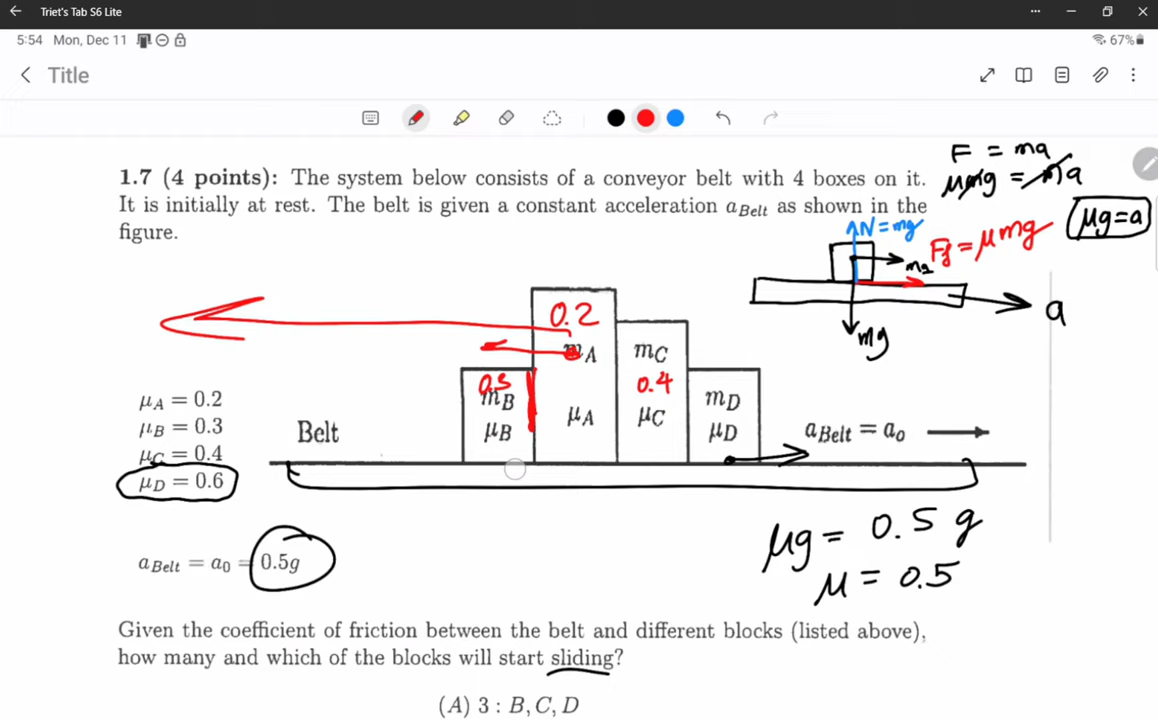 Triet's Tab S6 Lite
5:54 Mon, Dec 11
67%
Title
1.7 (4 points): The system below consists of a conveyor belt with 4 boxes on it.
It is initially at rest. The belt is given a constant acceleration a_Belt as shown in the
figure.
F = ma
μmg = ma
μg=a
N=mg
Ff = μmg
ma
a
mg
0.2
m_A
m_C
0.3
m_B
0.4
m_D
μ_B
μ_A
μ_C
μ_D
Belt
a_Belt = a_0
μ_A = 0.2
μ_B = 0.3
μ_C = 0.4
μ_D = 0.6
a_Belt = a_0 = 0.5g
μg = 0.5 g
μ = 0.5
Given the coefficient of friction between the belt and different blocks (listed above),
how many and which of the blocks will start sliding?
(A) 3 : B, C, D